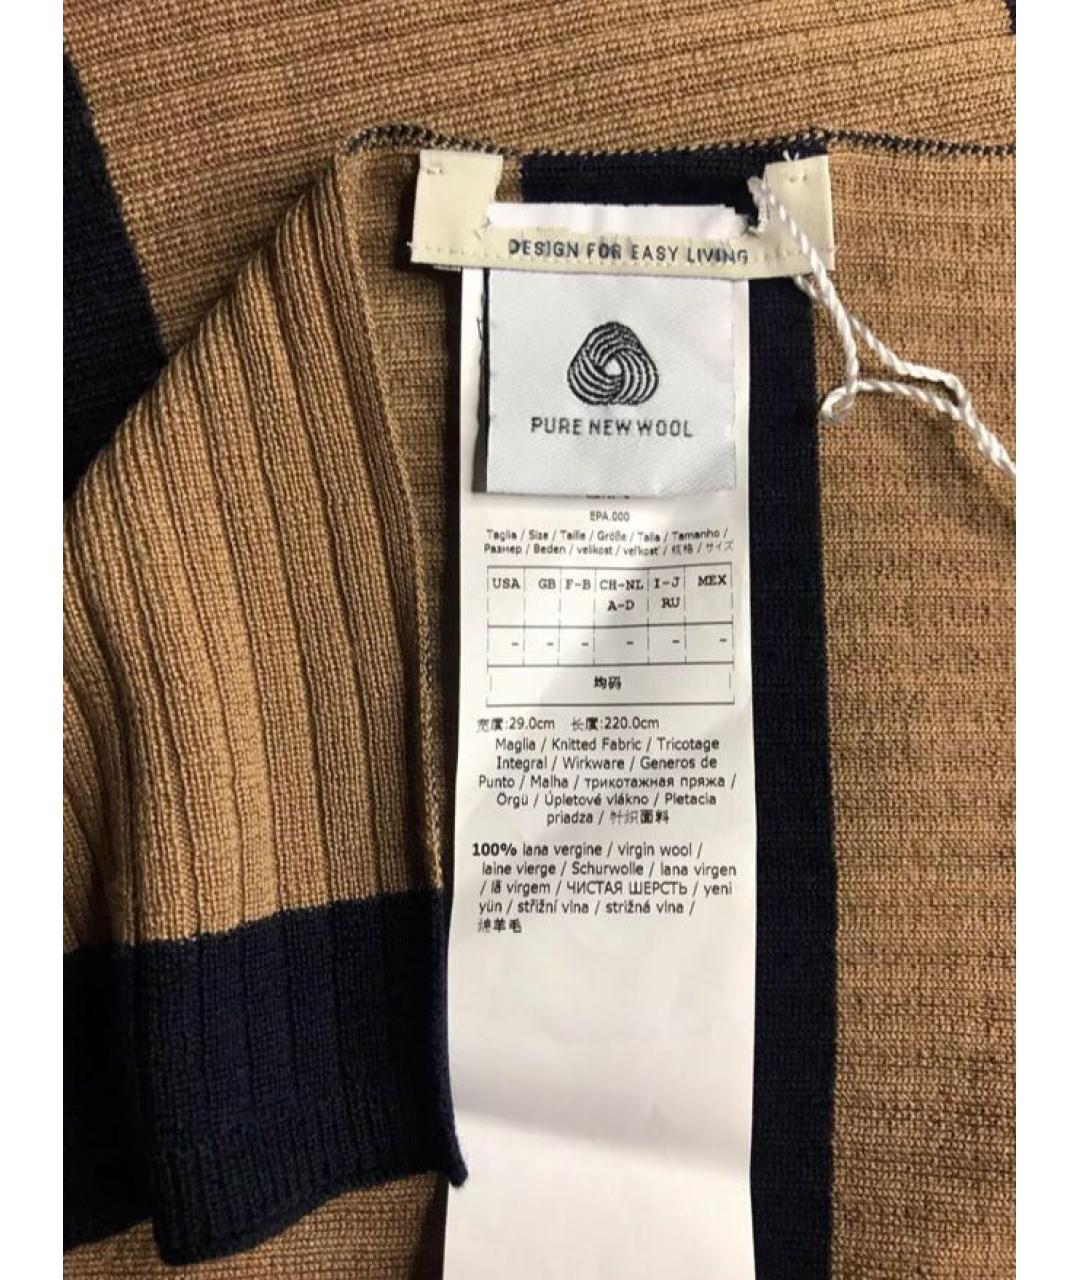 DESIGN FOR EASY LIVING
PURE NEW WOOL
EPA.000
Taglia / Size / Taille / Größe / Talla / Tamanho /
Размер / Beden / velikost / veľkosť / 规格 / サイズ
USA GB F-B CH-NL I-J MEX
A-D RU
- - - - - -
均码
宽度:29.0cm 长度:220.0cm
Maglia / Knitted Fabric / Tricotage
Integral / Wirkware / Generos de
Punto / Malha / трикотажная пряжа /
Örgü / Úpletové vlákno / Pletacia
priadza / 针织面料
100% lana vergine / virgin wool /
laine vierge / Schurwolle / lana virgen
/ lã virgem / ЧИСТАЯ ШЕРСТЬ / yeni
yün / střižní vlna / strižná vlna /
绵羊毛